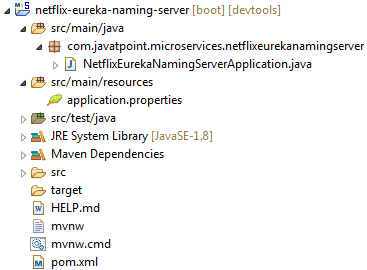 netflix-eureka-naming-server [boot] [devtools]
src/main/java
com.javatpoint.microservices.netflixeurekanamingserver
NetflixEurekaNamingServerApplication.java
src/main/resources
application.properties
src/test/java
JRE System Library [JavaSE-1.8]
Maven Dependencies
src
target
HELP.md
mvnw
mvnw.cmd
pom.xml